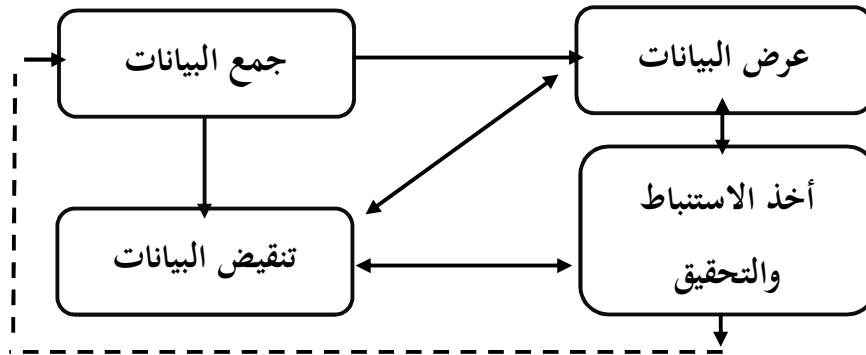 جمع البيانات
عرض البيانات
تنقيض البيانات
أخذ الاستنباط
والتحقيق